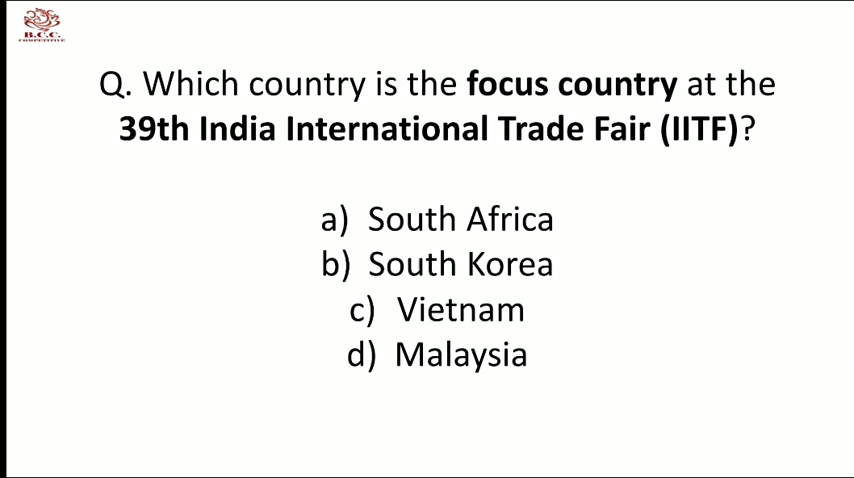 B.C.C.
COMPETITIVE
Q. Which country is the focus country at the
39th India International Trade Fair (IITF)?
a) South Africa
b) South Korea
c) Vietnam
d) Malaysia